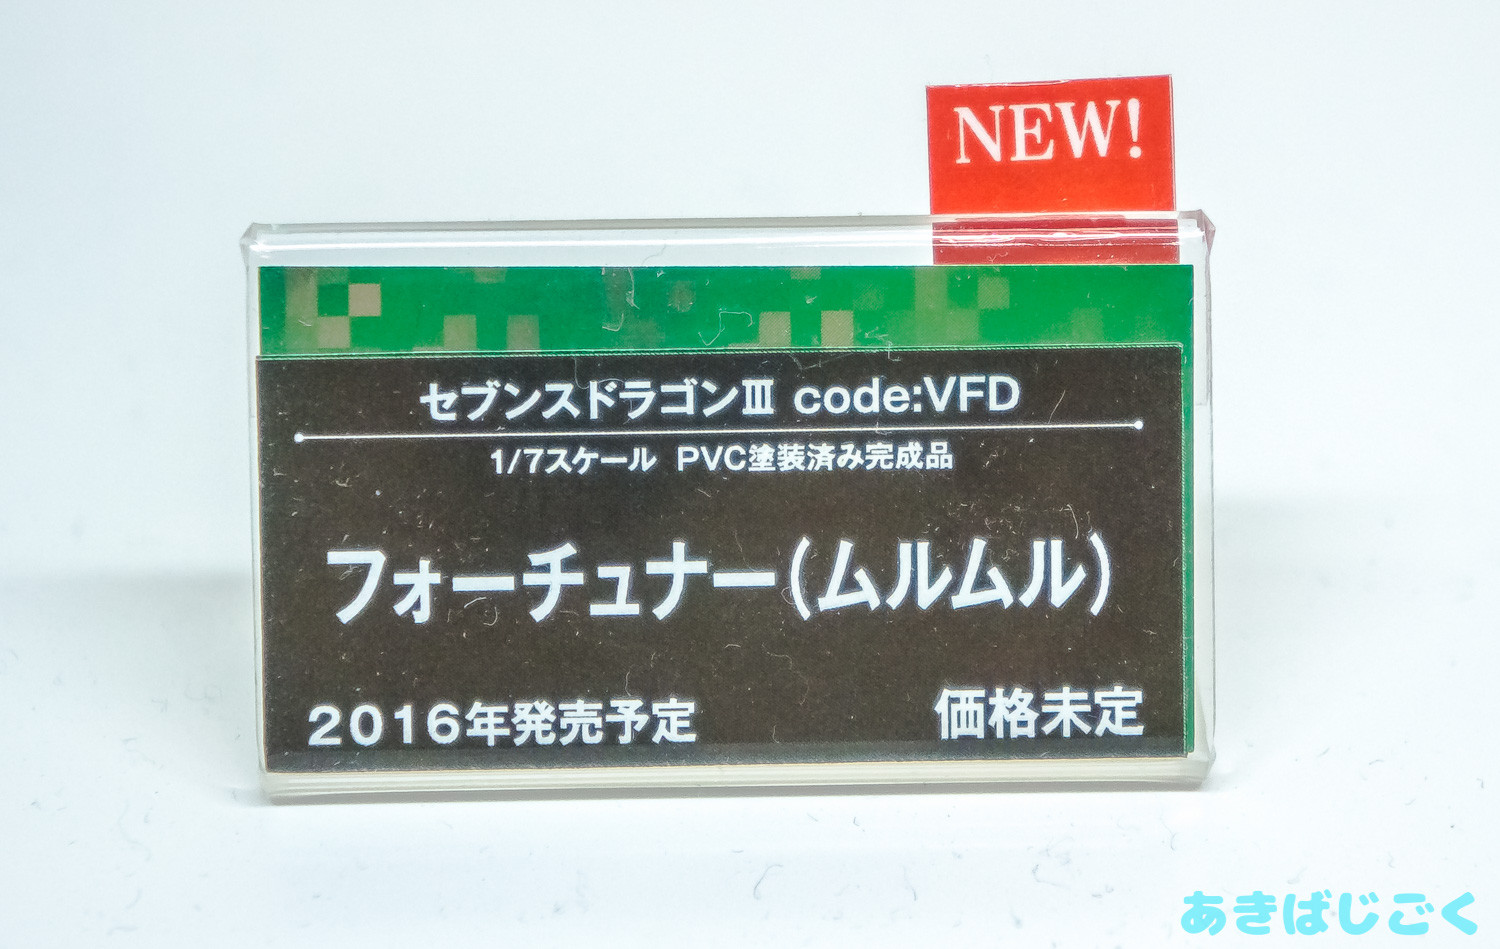 NEW!
セブンスドラゴンⅢ code:VFD
1/7スケール PVC塗装済み完成品
フォーチュナー(ムルムル)
2016年発売予定
価格未定
あきばじごく